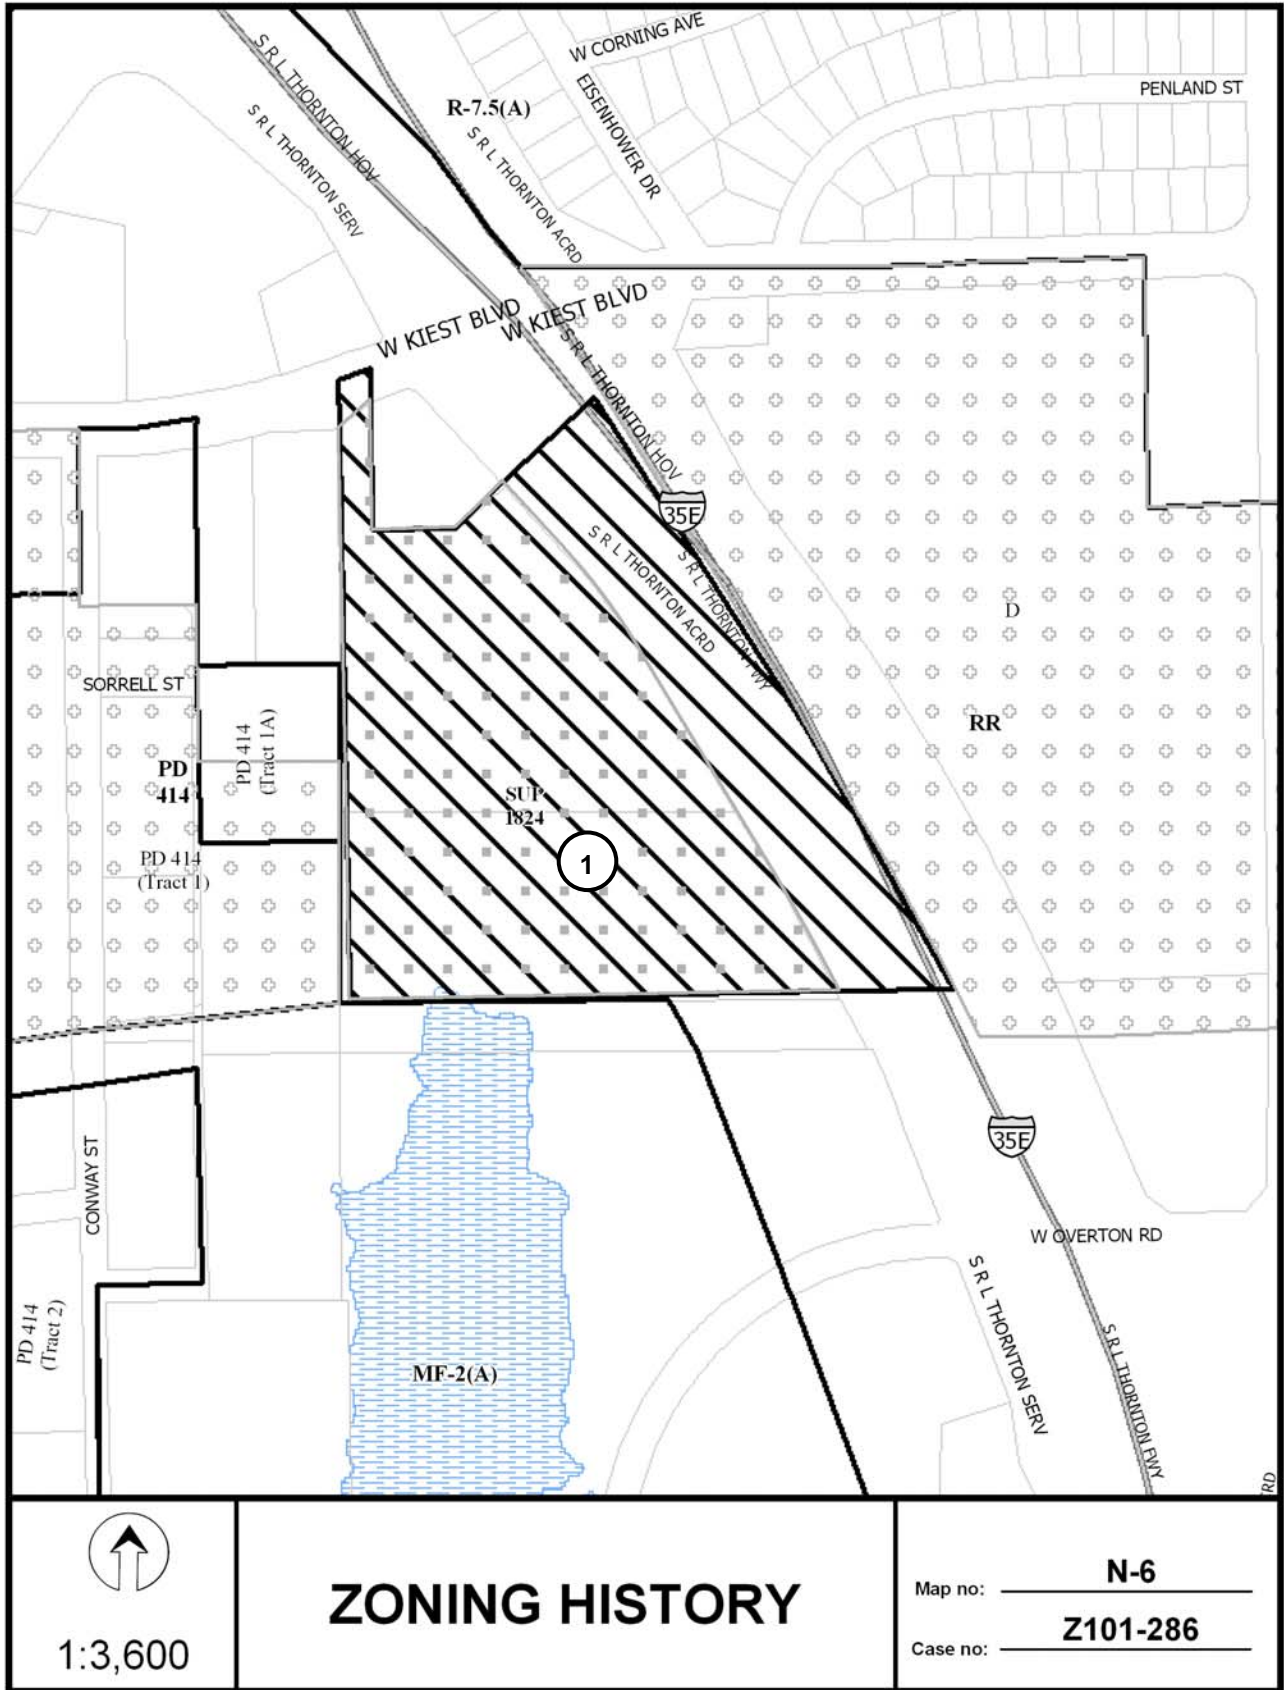 W CORNING AVE
S R L THORNTON HOV
EISENHOWER DR
PENLAND ST
R-7.5(A)
S R L THORNTON SERV
S R L THORNTON ACRD
W KIEST BLVD
W KIEST BLVD
S R L THORNTON HOV
35E
S R L THORNTON ACRD
S R L THORNTON FWY
D
SORRELL ST
RR
PD 414
(Tract 1A)
PD
414
SUP
1824
PD 414
(Tract 1)
1
35E
CONWAY ST
W OVERTON RD
S R L THORNTON SERV
PD 414
(Tract 2)
S R L THORNTON FWY
MF-2(A)
RD
1:3,600
ZONING HISTORY
Map no: N-6
Case no: Z101-286